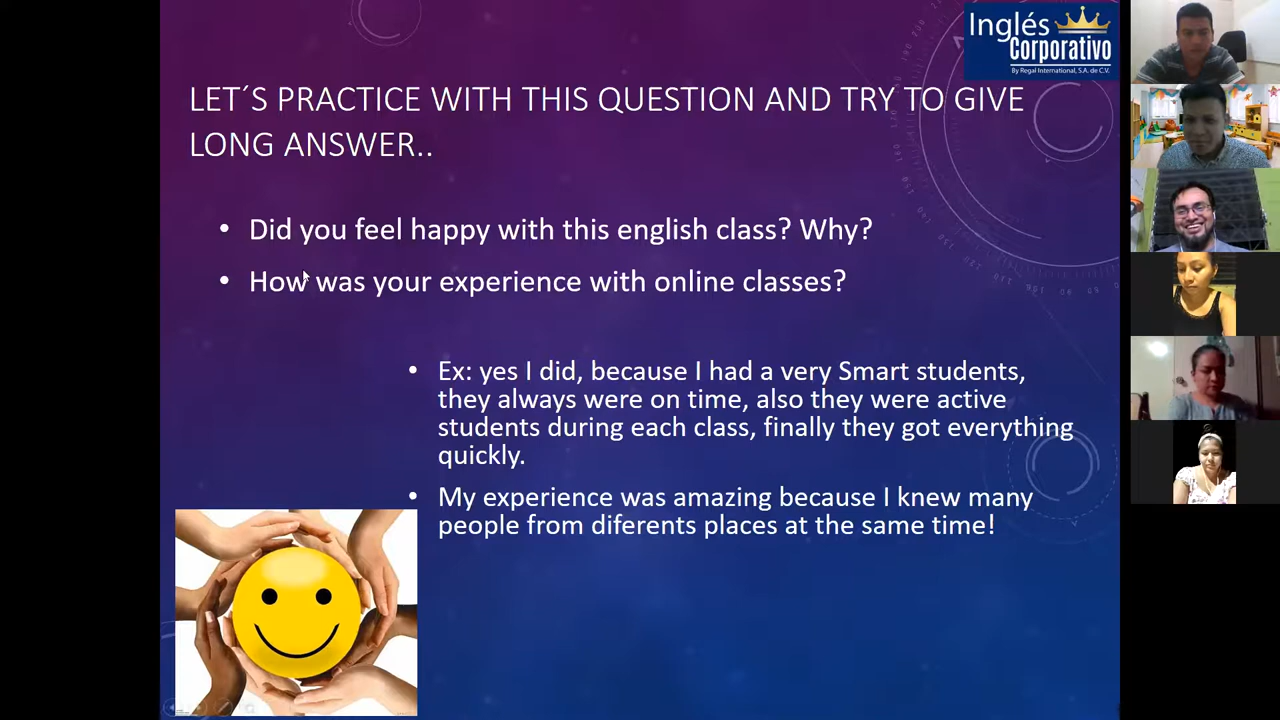 Inglés
Corporativo
By Regal International, S.A. de C.V.
LET´S PRACTICE WITH THIS QUESTION AND TRY TO GIVE
LONG ANSWER..
• Did you feel happy with this english class? Why?
• How was your experience with online classes?
• Ex: yes I did, because I had a very Smart students,
they always were on time, also they were active
students during each class, finally they got everything
quickly.
• My experience was amazing because I knew many
people from diferents places at the same time!